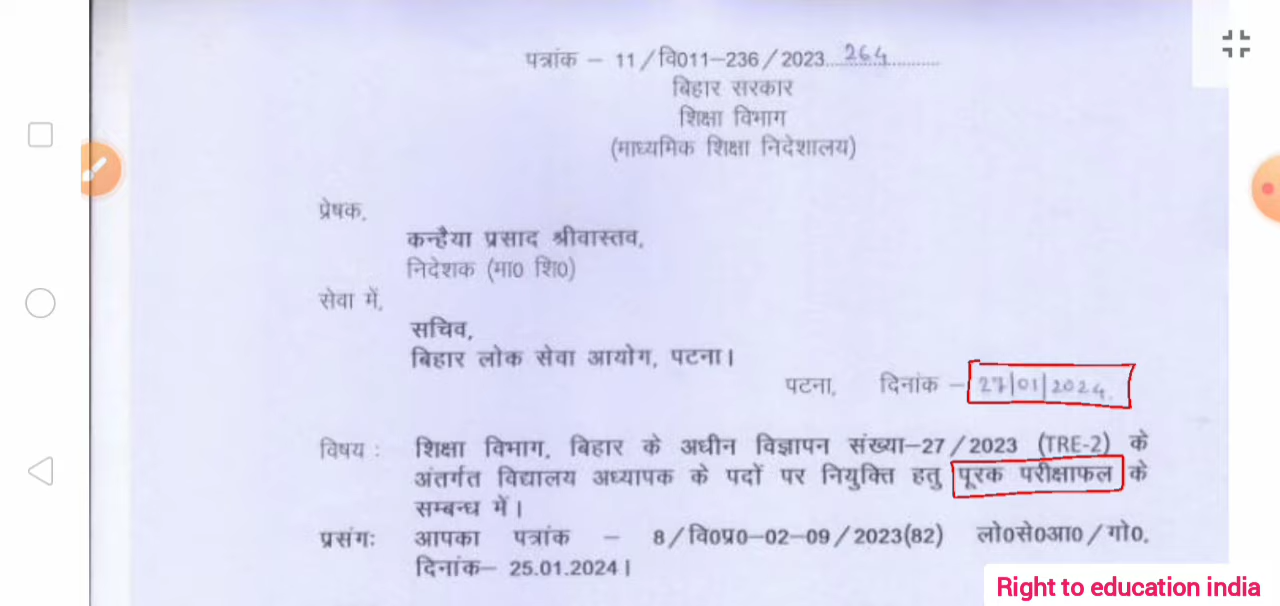 पत्रांक – 11/वि011–236/2023..264..........
बिहार सरकार
शिक्षा विभाग
(माध्यमिक शिक्षा निदेशालय)
प्रेषक,
कन्हैया प्रसाद श्रीवास्तव,
निदेशक (मा0 शि0)
सेवा में,
सचिव,
बिहार लोक सेवा आयोग, पटना।
पटना, दिनांक – 27|01|2024.
विषय : शिक्षा विभाग, बिहार के अधीन विज्ञापन संख्या–27/2023 (TRE-2) के
अंतर्गत विद्यालय अध्यापक के पदों पर नियुक्ति हतु पूरक परीक्षाफल के
सम्बन्ध में।
प्रसंगः आपका पत्रांक – 8/वि0प्र0–02–09/2023(82) लो0से0आ0/गो0,
दिनांक– 25.01.2024।
Right to education india